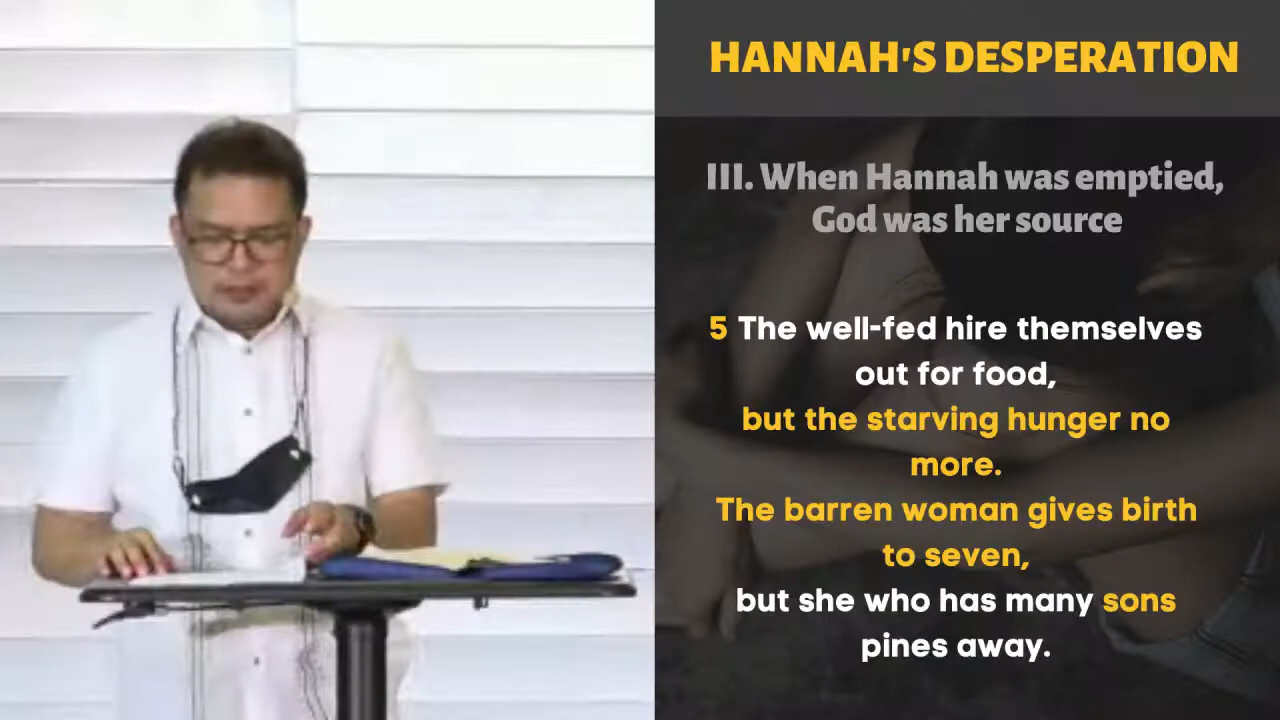 HANNAH'S DESPERATION
III. When Hannah was emptied,
God was her source
5 The well-fed hire themselves
out for food,
but the starving hunger no
more.
The barren woman gives birth
to seven,
but she who has many sons
pines away.